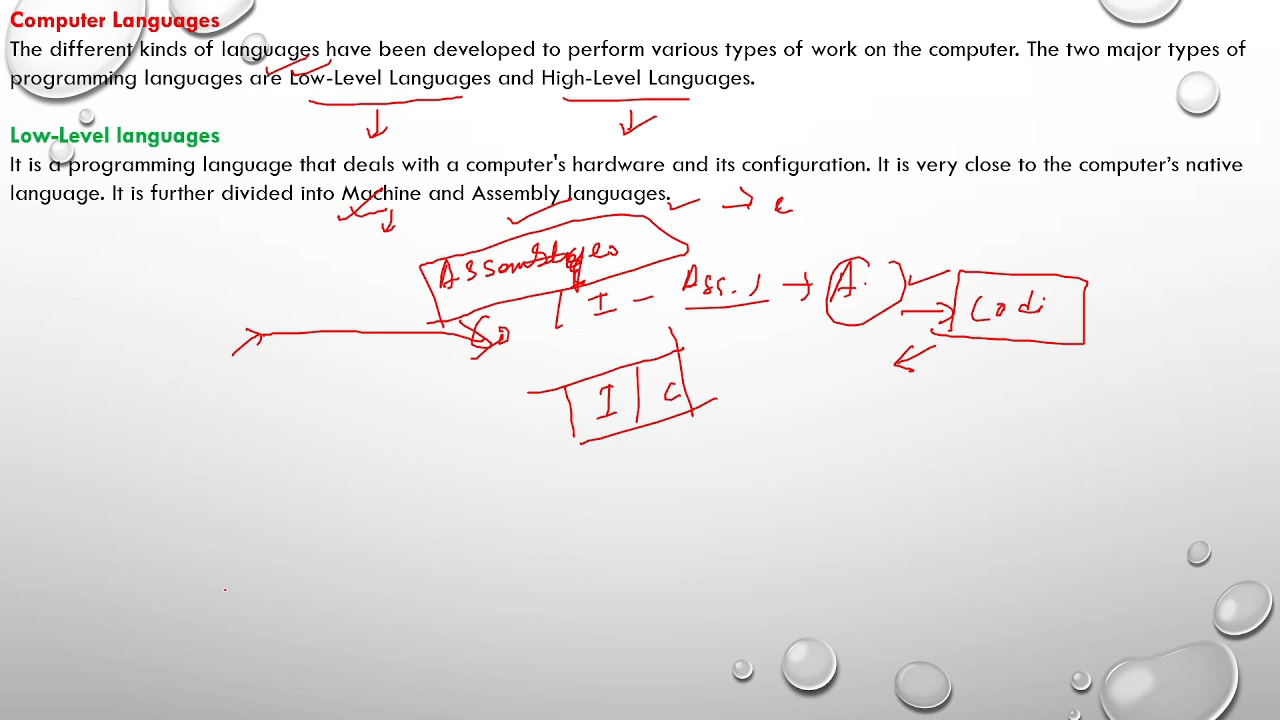 Computer Languages
The different kinds of languages have been developed to perform various types of work on the computer. The two major types of
programming languages are Low-Level Languages and High-Level Languages.
Low-Level languages
It is a programming language that deals with a computer's hardware and its configuration. It is very close to the computer’s native
language. It is further divided into Machine and Assembly languages.
I - Ass. → A. Codi
I C